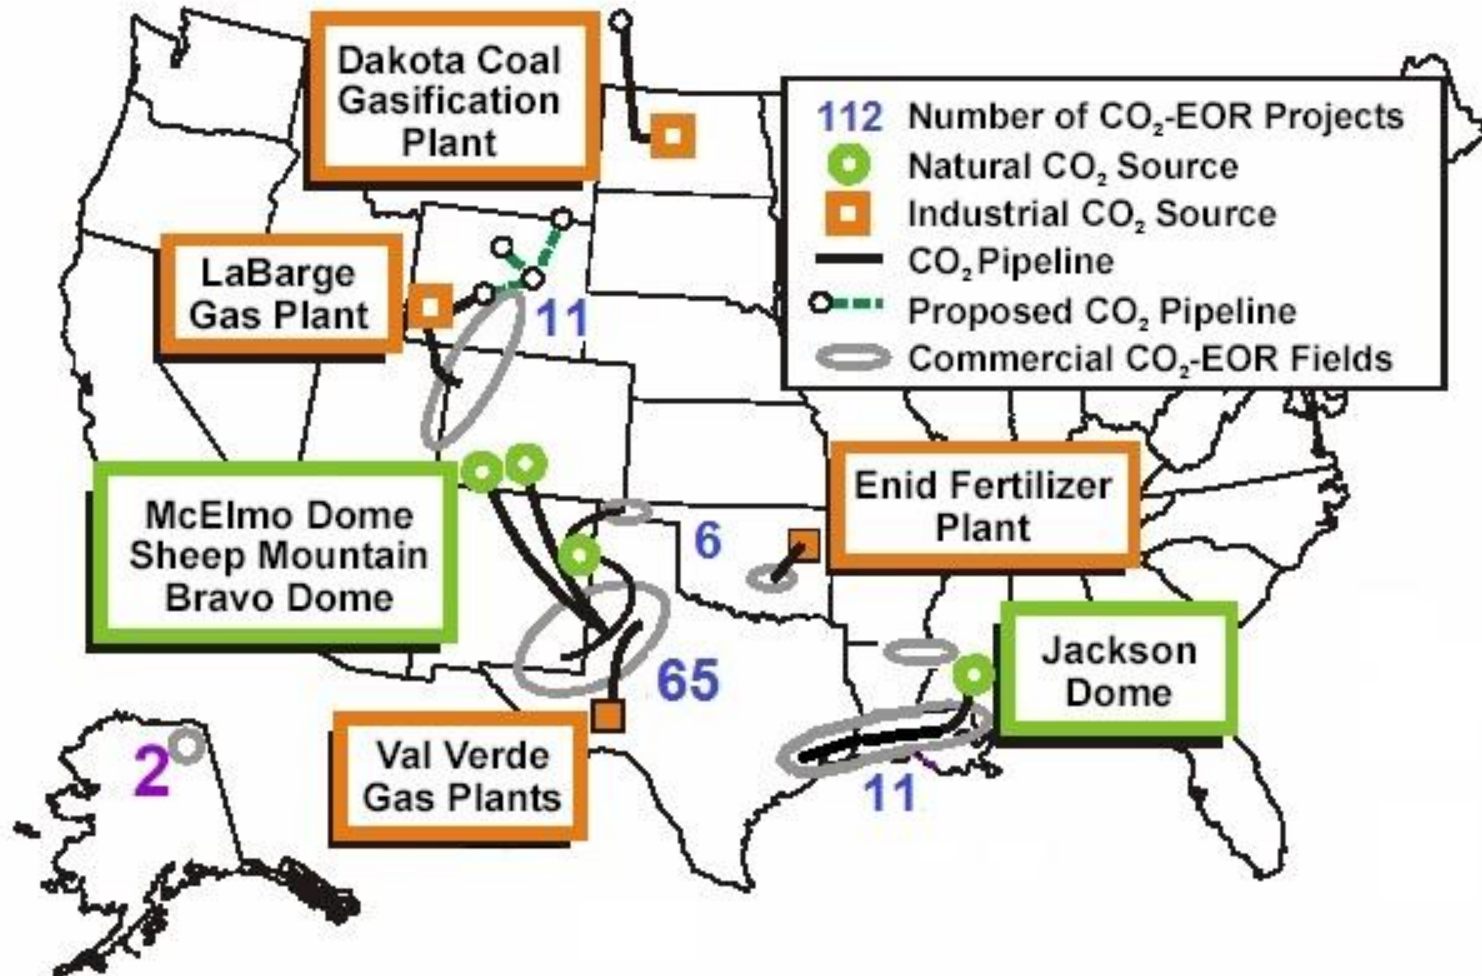 Dakota Coal
Gasification
Plant
112 Number of CO₂-EOR Projects
Natural CO₂ Source
Industrial CO₂ Source
CO₂ Pipeline
Proposed CO₂ Pipeline
Commercial CO₂-EOR Fields
LaBarge
Gas Plant
11
McElmo Dome
Sheep Mountain
Bravo Dome
6
Enid Fertilizer
Plant
65
Jackson
Dome
2
Val Verde
Gas Plants
11